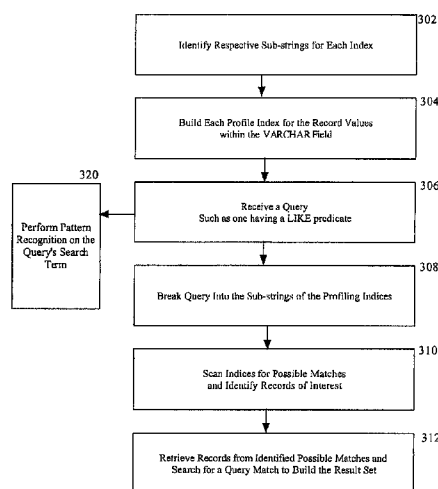 302
Identify Respective Sub-strings for Each Index
304
Build Each Profile Index for the Record Values
within the VARCHAR Field
320
Perform Pattern
Recognition on the
Query's Search
Term
306
Receive a Query
Such as one having a LIKE predicate
308
Break Query Into the Sub-strings of the Profiling Indices
310
Scan Indices for Possible Matches
and Identify Records of Interest
312
Retrieve Records from Identified Possible Matches and
Search for a Query Match to Build the Result Set